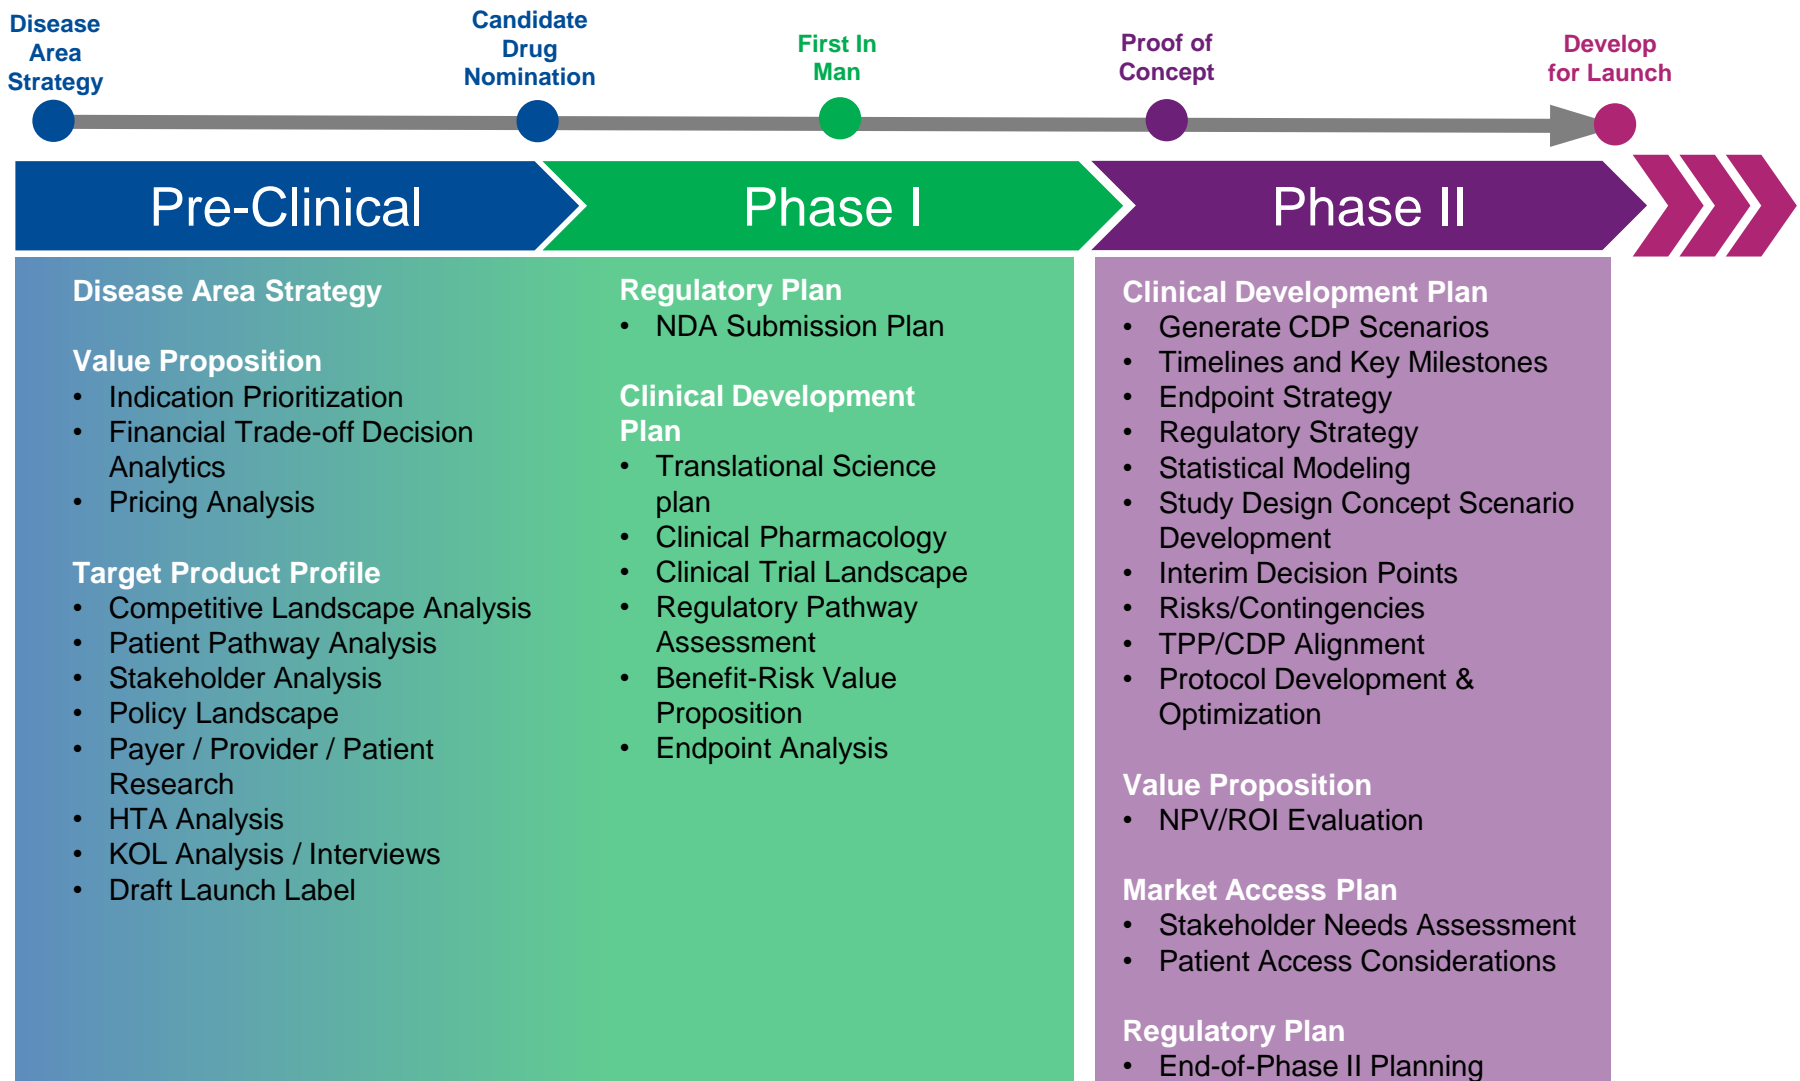 Disease
Area
Strategy
Candidate
Drug
Nomination
First In
Man
Proof of
Concept
Develop
for Launch
Pre-Clinical
Phase I
Phase II
Disease Area Strategy
Value Proposition
• Indication Prioritization
• Financial Trade-off Decision
Analytics
• Pricing Analysis
Target Product Profile
• Competitive Landscape Analysis
• Patient Pathway Analysis
• Stakeholder Analysis
• Policy Landscape
• Payer / Provider / Patient
Research
• HTA Analysis
• KOL Analysis / Interviews
• Draft Launch Label
Regulatory Plan
• NDA Submission Plan
Clinical Development
Plan
• Translational Science
plan
• Clinical Pharmacology
• Clinical Trial Landscape
• Regulatory Pathway
Assessment
• Benefit-Risk Value
Proposition
• Endpoint Analysis
Clinical Development Plan
• Generate CDP Scenarios
• Timelines and Key Milestones
• Endpoint Strategy
• Regulatory Strategy
• Statistical Modeling
• Study Design Concept Scenario
Development
• Interim Decision Points
• Risks/Contingencies
• TPP/CDP Alignment
• Protocol Development &
Optimization
Value Proposition
• NPV/ROI Evaluation
Market Access Plan
• Stakeholder Needs Assessment
• Patient Access Considerations
Regulatory Plan
• End-of-Phase II Planning